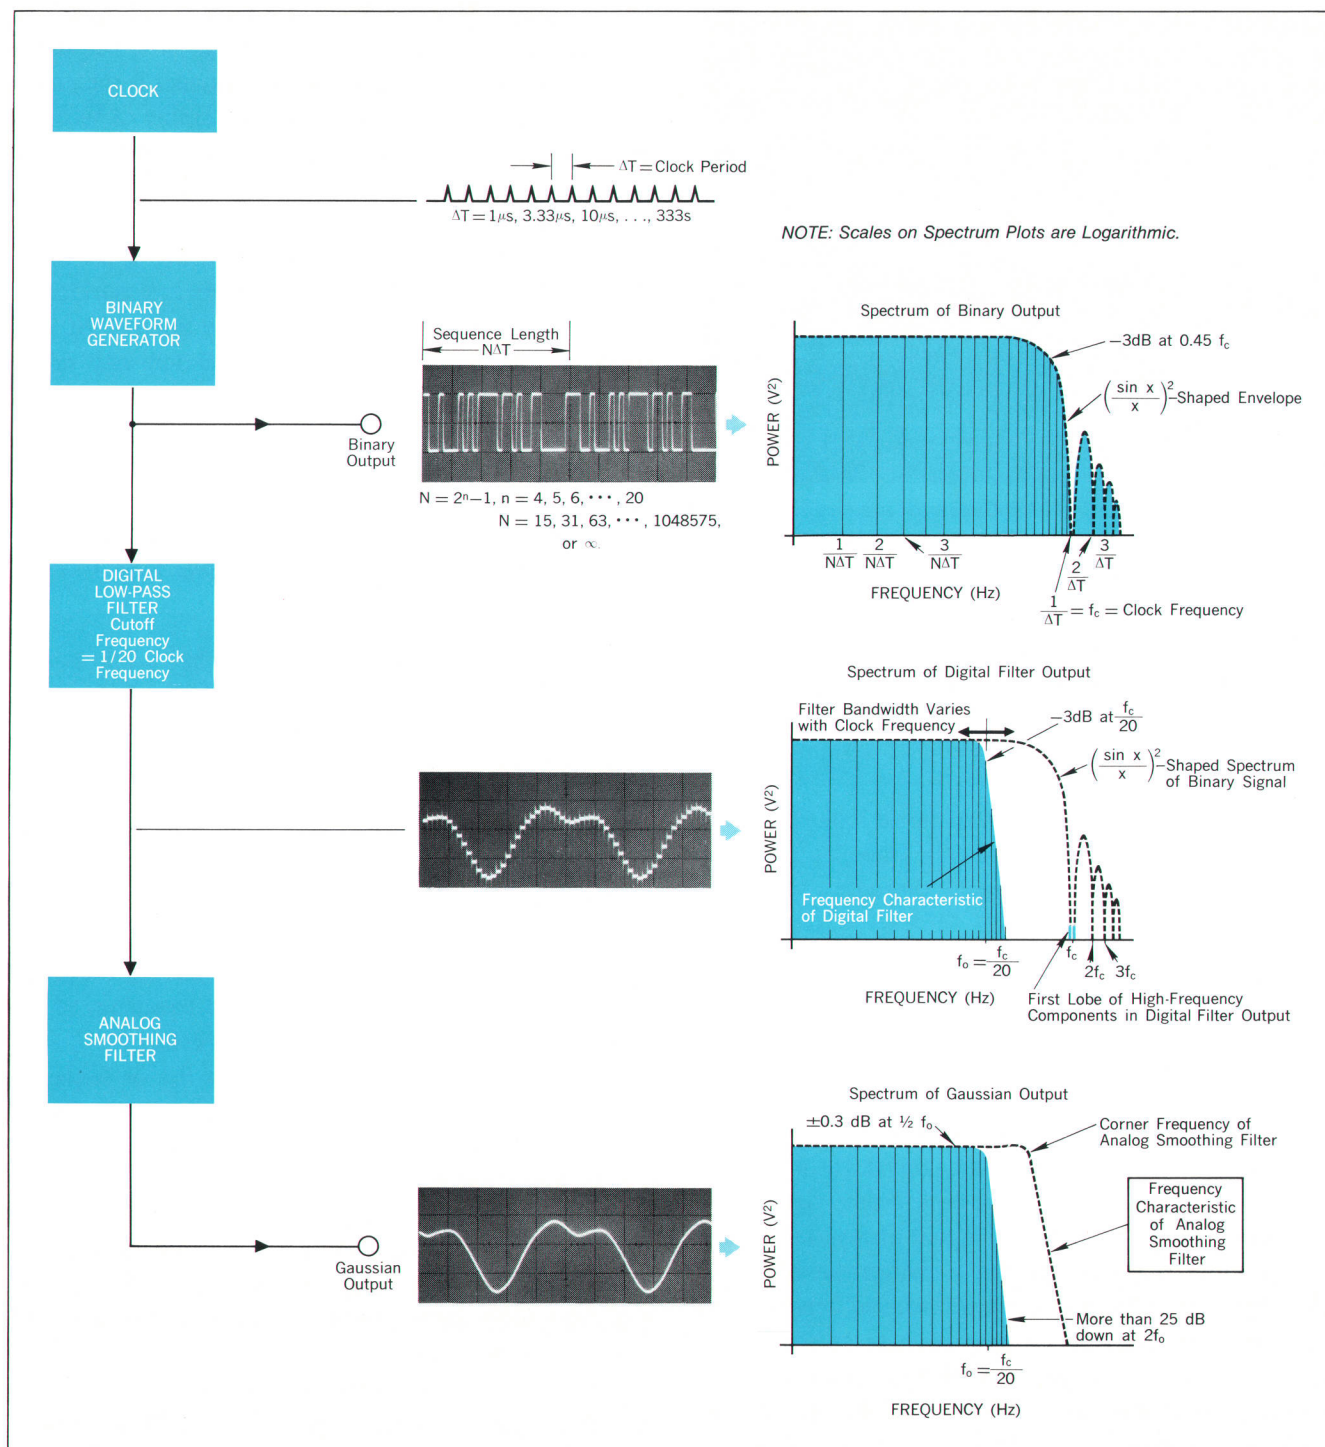 CLOCK
ΔT = Clock Period
ΔT = 1μs, 3.33μs, 10μs, . . . , 333s
NOTE: Scales on Spectrum Plots are Logarithmic.
BINARY
WAVEFORM
GENERATOR
Sequence Length
NΔT
Binary
Output
N = 2ⁿ−1, n = 4, 5, 6, ···, 20
N = 15, 31, 63, ···, 1048575,
or ∞.
Spectrum of Binary Output
−3dB at 0.45 fc
(sin x / x)²–Shaped Envelope
POWER (V²)
1/NΔT 2/NΔT 3/NΔT 2/ΔT 3/ΔT
FREQUENCY (Hz)
1/ΔT = fc = Clock Frequency
DIGITAL
LOW-PASS
FILTER
Cutoff
Frequency
= 1/20 Clock
Frequency
Spectrum of Digital Filter Output
Filter Bandwidth Varies
with Clock Frequency
−3dB at fc/20
(sin x / x)²–Shaped Spectrum
of Binary Signal
POWER (V²)
Frequency Characteristic
of Digital Filter
fo = fc/20 fc 2fc 3fc
FREQUENCY (Hz)
First Lobe of High-Frequency
Components in Digital Filter Output
ANALOG
SMOOTHING
FILTER
Gaussian
Output
Spectrum of Gaussian Output
±0.3 dB at ½ fo
Corner Frequency of
Analog Smoothing Filter
Frequency
Characteristic
of Analog
Smoothing
Filter
POWER (V²)
More than 25 dB
down at 2fo
fo = fc/20
FREQUENCY (Hz)